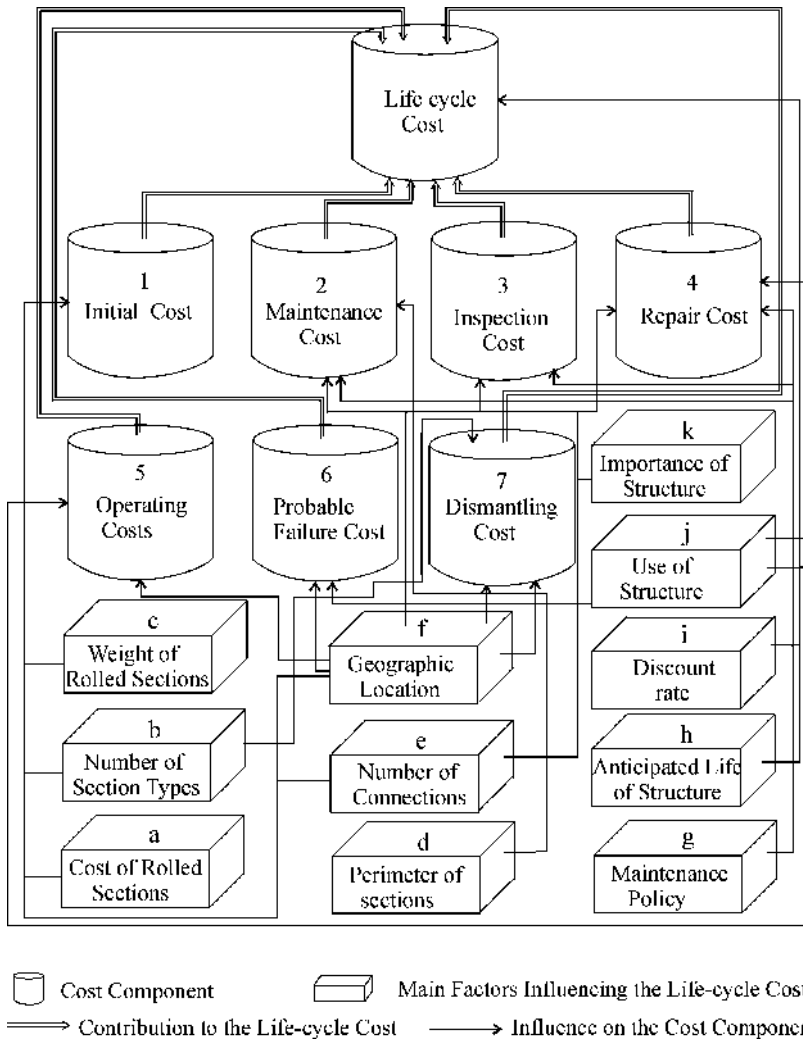 Life cycle
Cost
1
Initial Cost
2
Maintenance
Cost
3
Inspection
Cost
4
Repair Cost
5
Operating
Costs
6
Probable
Failure Cost
7
Dismantling
Cost
k
Importance of
Structure
j
Use of
Structure
c
Weight of
Rolled Sections
f
Geographic
Location
i
Discount
rate
b
Number of
Section Types
e
Number of
Connections
h
Anticipated Life
of Structure
a
Cost of Rolled
Sections
d
Perimeter of
sections
g
Maintenance
Policy
Cost Component
Main Factors Influencing the Life-cycle Cos
Contribution to the Life-cycle Cost
Influence on the Cost Componen